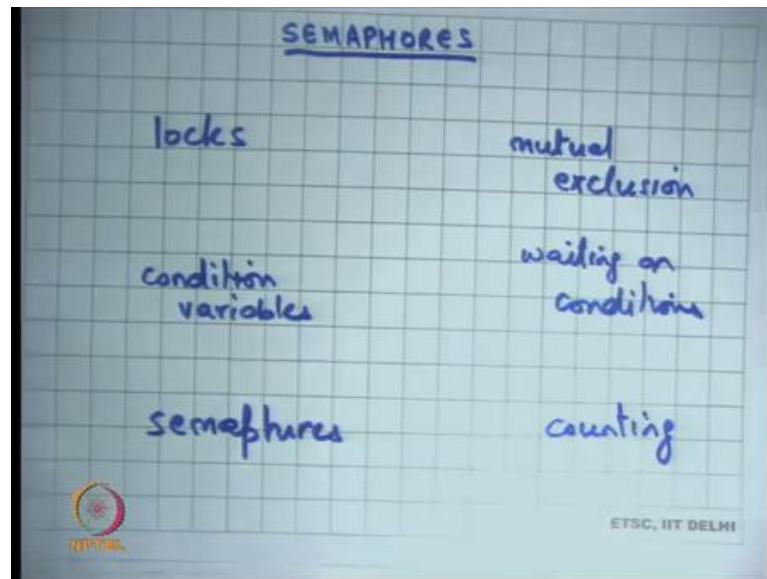 SEMAPHORES
locks
mutual
exclusion
condition
variables
waiting on
conditions
semaphores
counting
NPTEL
ETSC, IIT DELHI